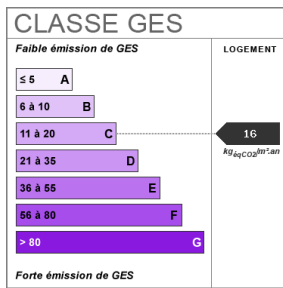 CLASSE GES
Faible émission de GES
LOGEMENT
≤ 5 A
6 à 10 B
11 à 20 C
16
kgéqCO2/m².an
21 à 35 D
36 à 55 E
56 à 80 F
> 80 G
Forte émission de GES